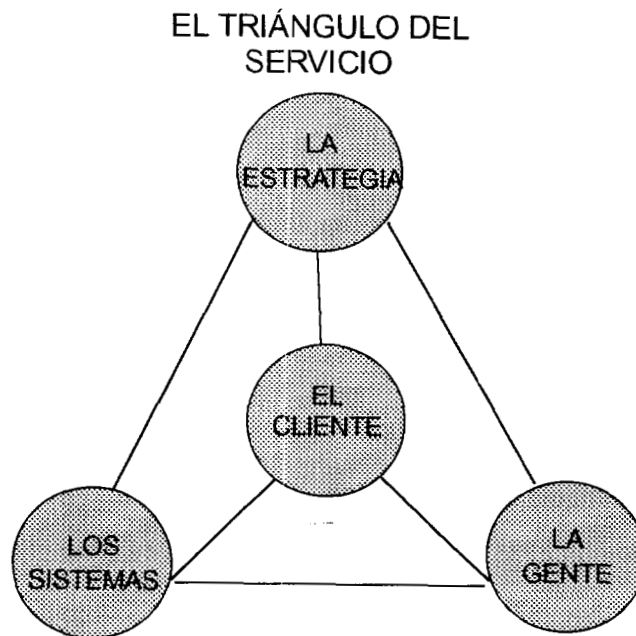 EL TRIÁNGULO DEL
SERVICIO
LA
ESTRATEGIA
EL
CLIENTE
LOS
SISTEMAS
LA
GENTE